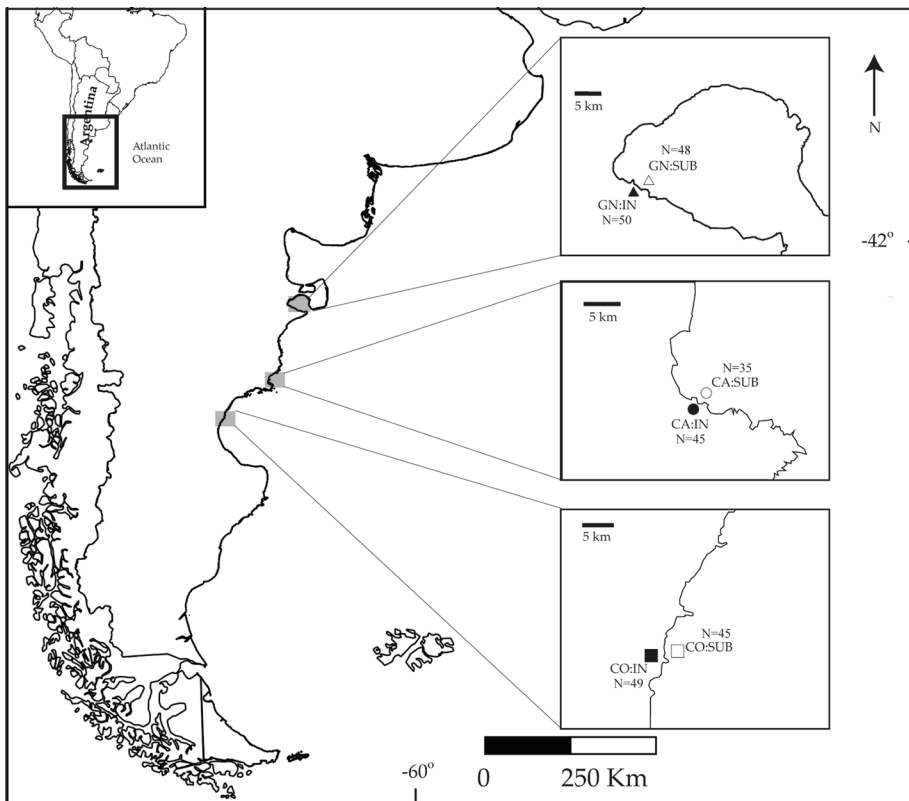 Argentina
Atlantic
Ocean
5 km
N=48
GN:SUB
GN:IN
N=50
N
-42°
5 km
N=35
CA:SUB
CA:IN
N=45
5 km
N=45
CO:SUB
CO:IN
N=49
-60°
0 250 Km